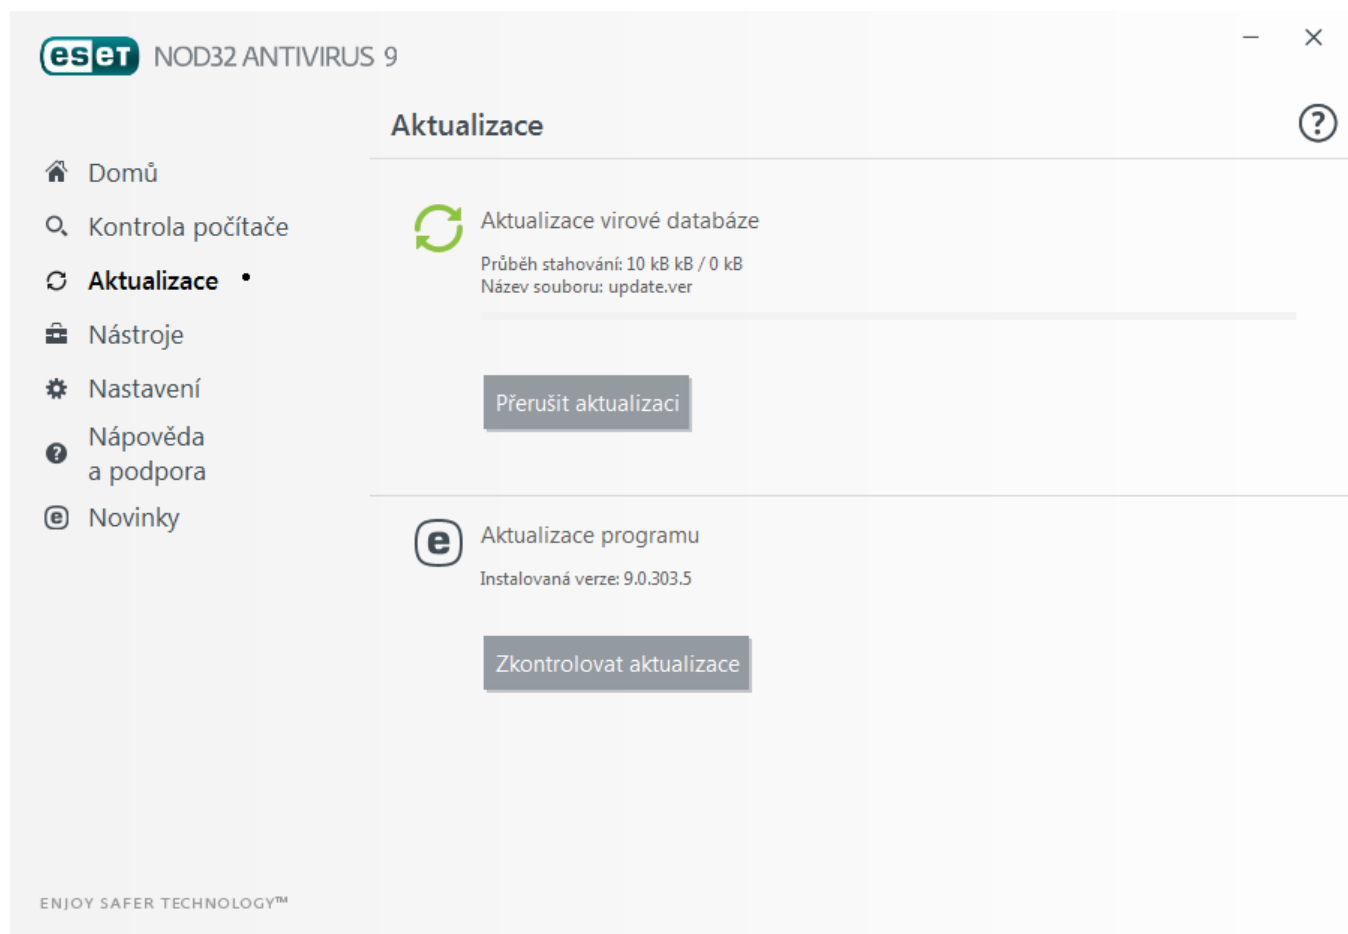 eset NOD32 ANTIVIRUS 9
Aktualizace
?
Domů
Kontrola počítače
Aktualizace •
Nástroje
Nastavení
? Nápověda
a podpora
e Novinky
Aktualizace virové databáze
Průběh stahování: 10 kB kB / 0 kB
Název souboru: update.ver
Přerušit aktualizaci
e Aktualizace programu
Instalovaná verze: 9.0.303.5
Zkontrolovat aktualizace
ENJOY SAFER TECHNOLOGY™